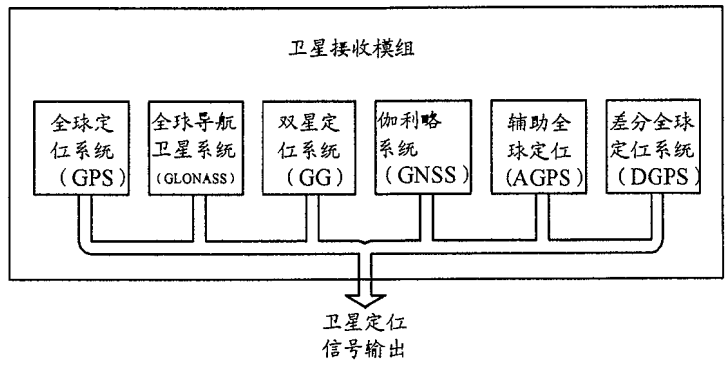 卫星接收模组
全球定
位系统
(GPS)
全球导航
卫星系统
(GLONASS)
双星定
位系统
(GG)
伽利略
系统
(GNSS)
辅助全
球定位
(AGPS)
差分全球
定位系统
(DGPS)
卫星定位
信号输出